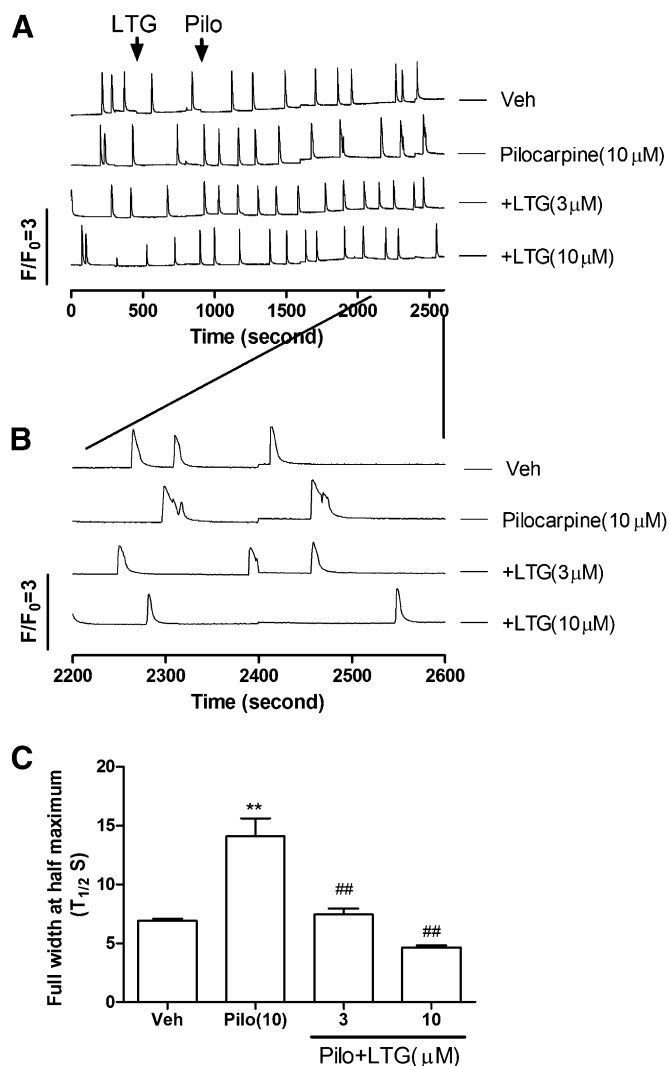 A
LTG Pilo
Veh
Pilocarpine(10 μM)
+LTG(3μM)
+LTG(10μM)
F/F0=3
0 500 1000 1500 2000 2500
Time (second)
B
Veh
Pilocarpine(10 μM)
+LTG(3μM)
+LTG(10μM)
F/F0=3
2200 2300 2400 2500 2600
Time (second)
C
Full width at half maximum
(T1/2 S)
20
15
10
5
0
**
##
##
Veh Pilo(10) 3 10
Pilo+LTG(μM)